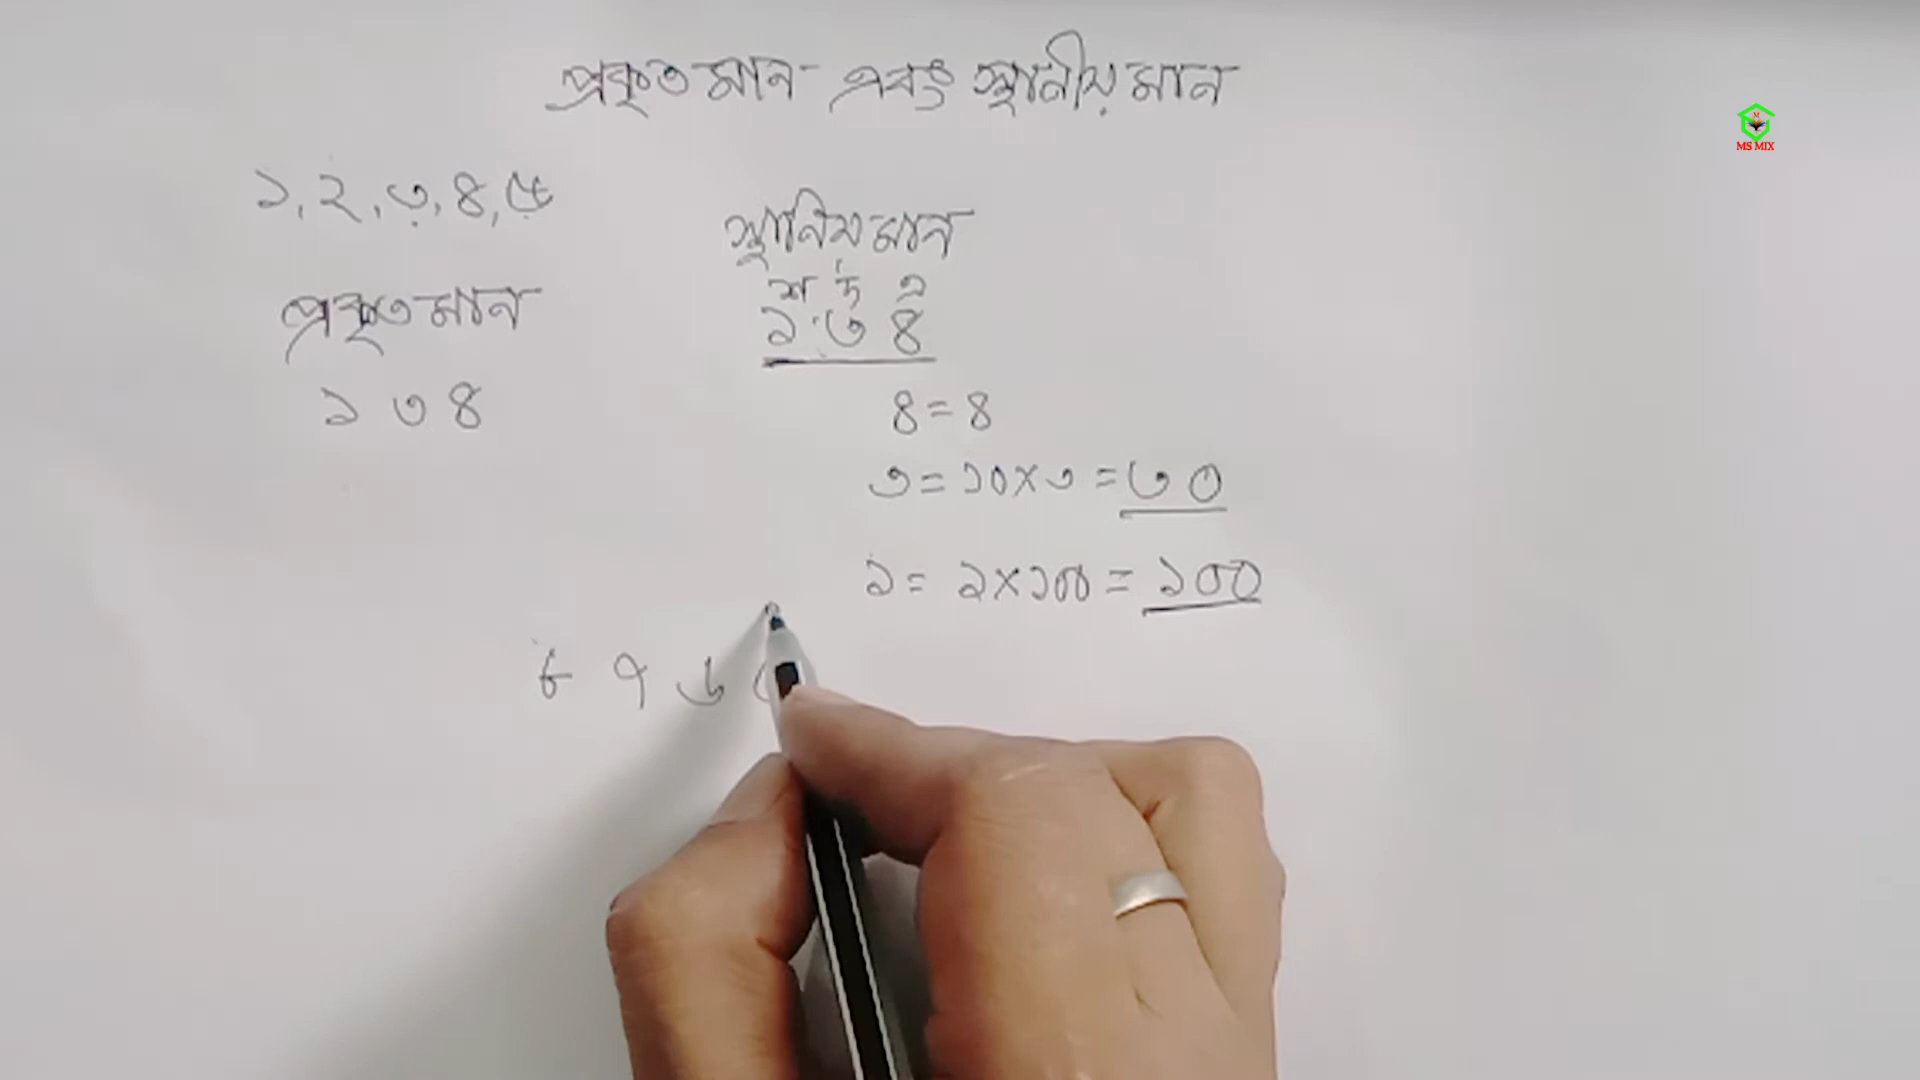 প্রকৃত মান এবং স্থানীয় মান
MS MIX
১, ২, ৩, ৪, ৫
প্রকৃত মান
১ ৩ ৪
স্থানিয় মান
শ দ এ
১ ৩ ৪
৪ = ৪
৩ = ১০ × ৩ = ৩০
১ = ১ × ১০০ = ১০০
৮ ৭ ৬